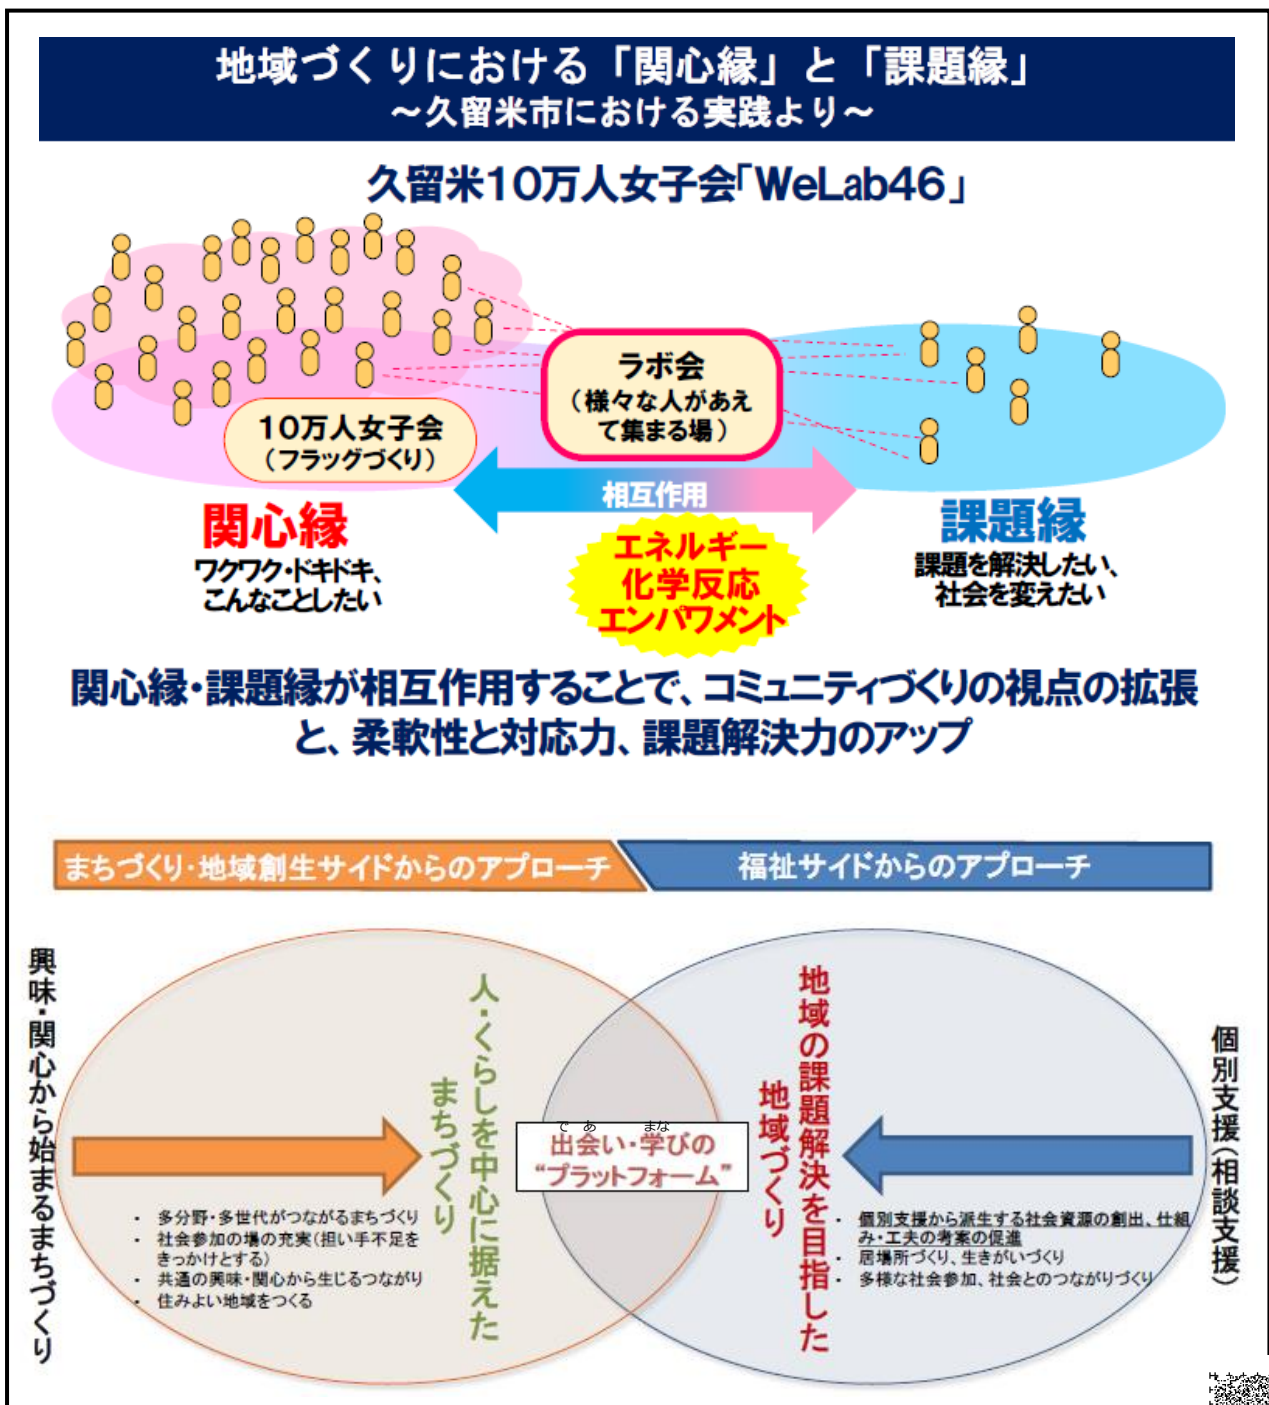 地域づくりにおける「関心縁」と「課題縁」
～久留米市における実践より～
久留米10万人女子会「WeLab46」
ラボ会
（様々な人があえ
て集まる場）
10万人女子会
（フラッグづくり）
相互作用
関心縁
ワクワク・ドキドキ、
こんなことしたい
エネルギー
化学反応
エンパワメント
課題縁
課題を解決したい、
社会を変えたい
関心縁・課題縁が相互作用することで、コミュニティづくりの視点の拡張
と、柔軟性と対応力、課題解決力のアップ
まちづくり・地域創生サイドからのアプローチ
福祉サイドからのアプローチ
興味・関心から始まるまちづくり
人・くらしを中心に据えた
まちづくり
・ 多分野・多世代がつながるまちづくり
・ 社会参加の場の充実（担い手不足を
きっかけとする）
・ 共通の興味・関心から生じるつながり
・ 住みよい地域をつくる
で あ まな
出会い・学びの
“プラットフォーム”
地域の課題解決を目指した
地域づくり
・ 個別支援から派生する社会資源の創出、仕組
み・工夫の考案の促進
・ 居場所づくり、生きがいづくり
・ 多様な社会参加、社会とのつながりづくり
個別支援（相談支援）